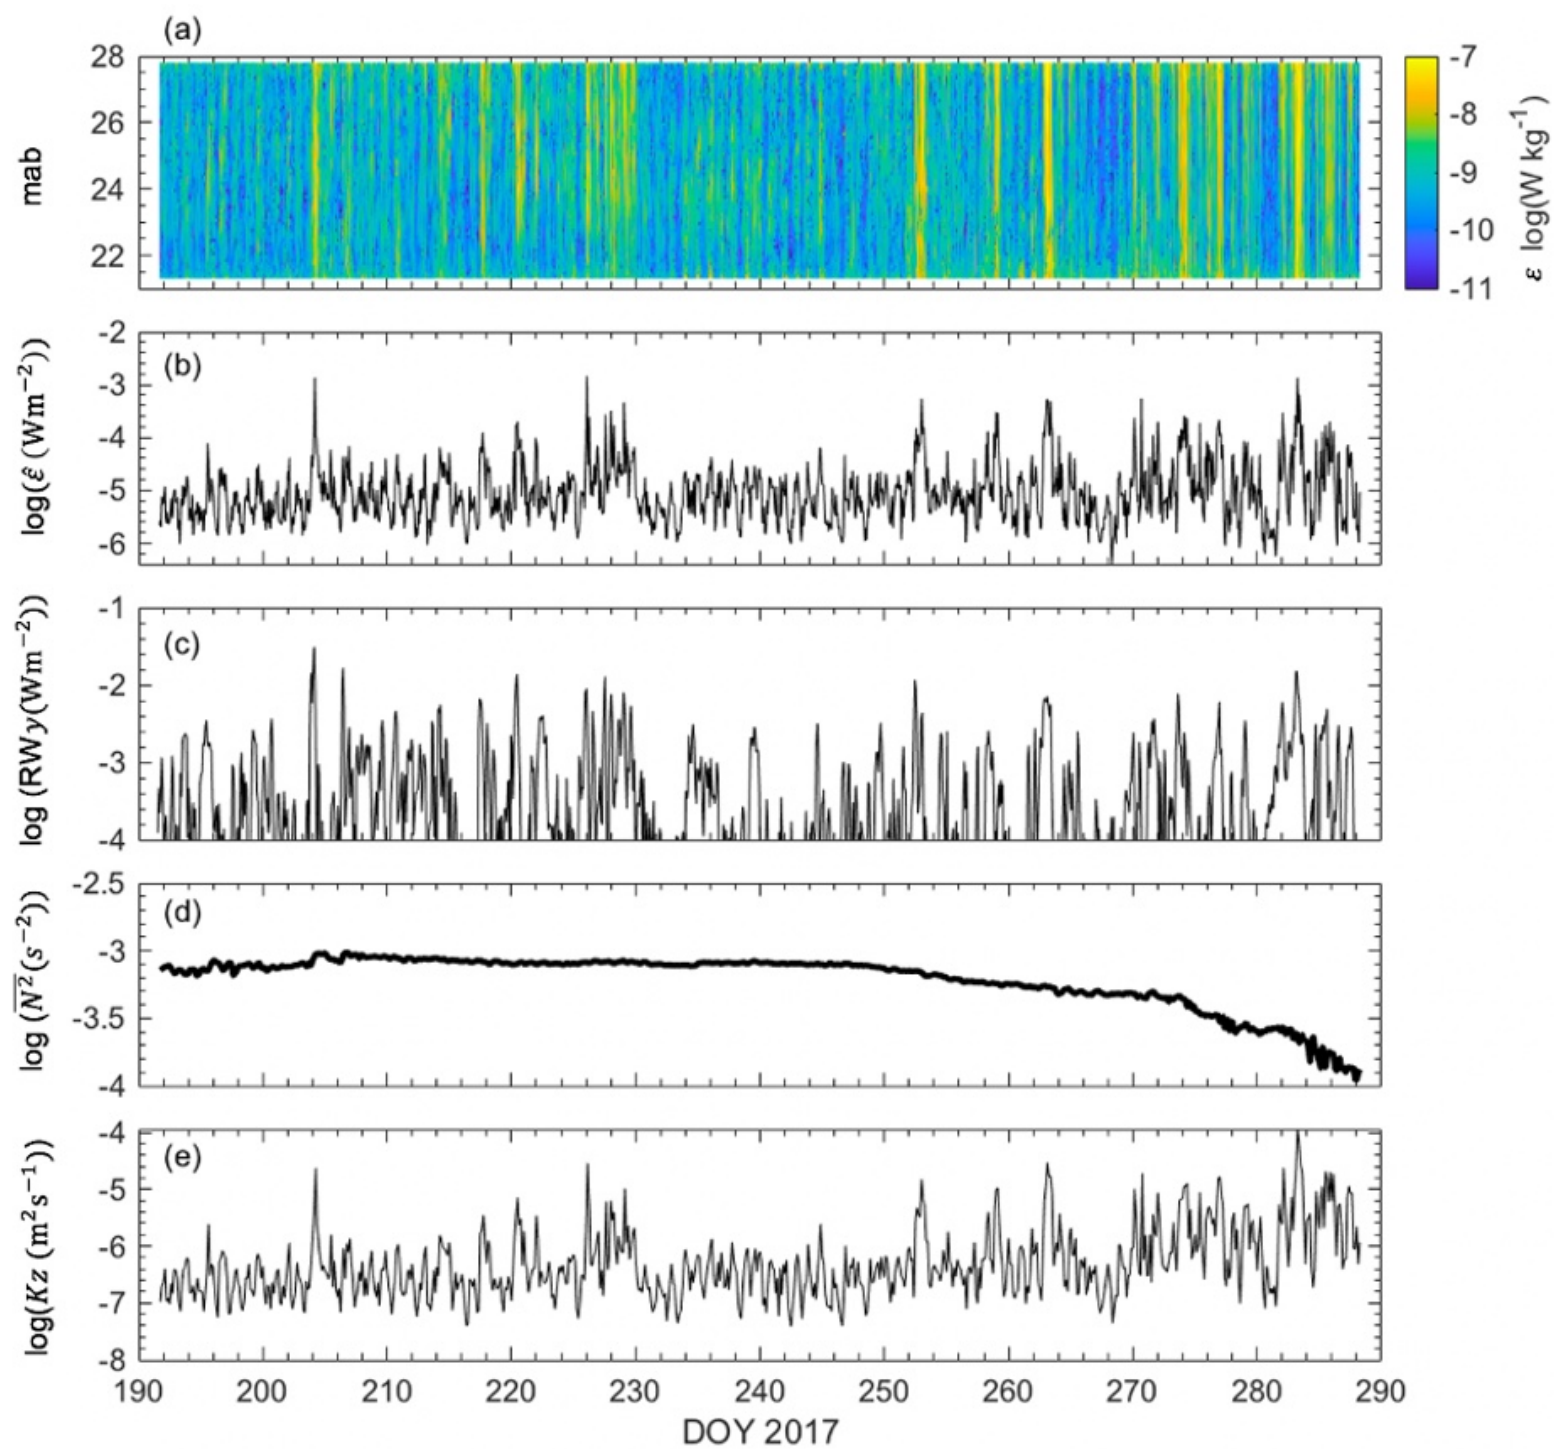 (a)
28
26
24
22
mab
-7
-8
-9
-10
-11
ε log(W kg⁻¹)
(b)
-2
-3
-4
-5
-6
log(ε̂ (Wm⁻²))
(c)
-1
-2
-3
-4
log (RWy(Wm⁻²))
(d)
-2.5
-3
-3.5
-4
log (N̅²(s⁻²))
(e)
-4
-5
-6
-7
-8
log(Kz (m²s⁻¹))
190 200 210 220 230 240 250 260 270 280 290
DOY 2017